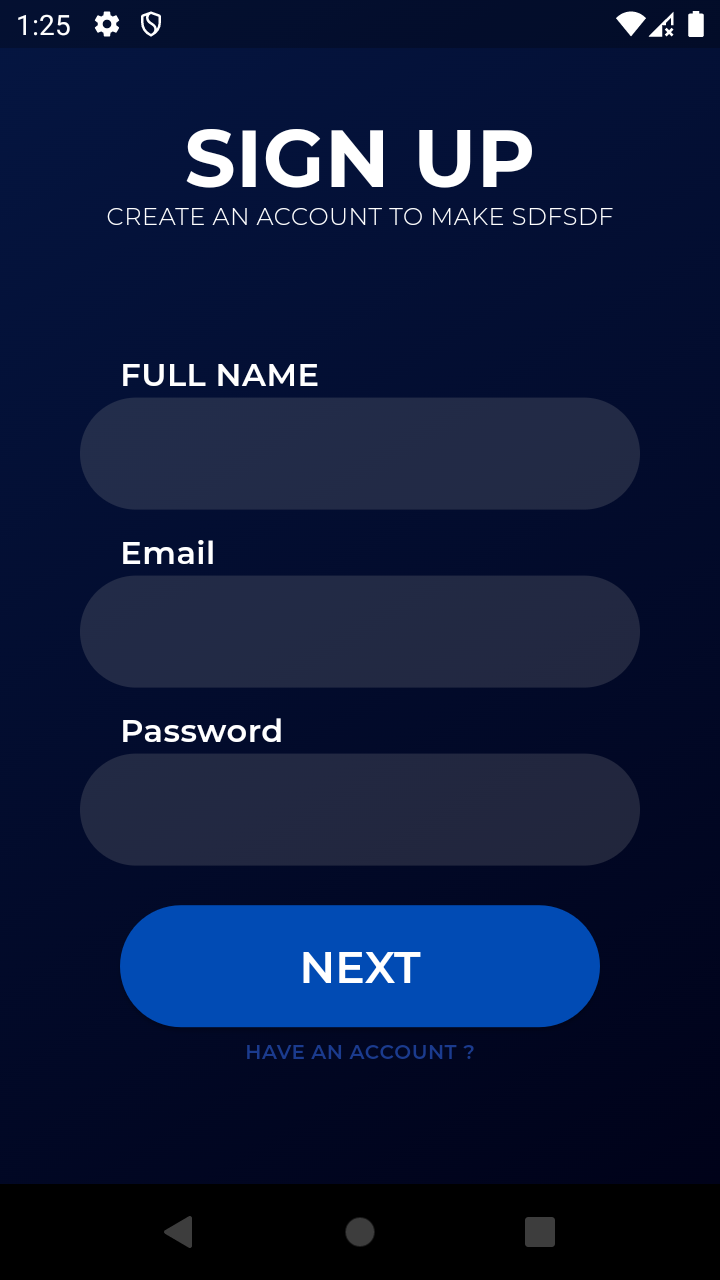 1:25
SIGN UP
CREATE AN ACCOUNT TO MAKE SDFSDF
FULL NAME
Email
Password
NEXT
HAVE AN ACCOUNT ?